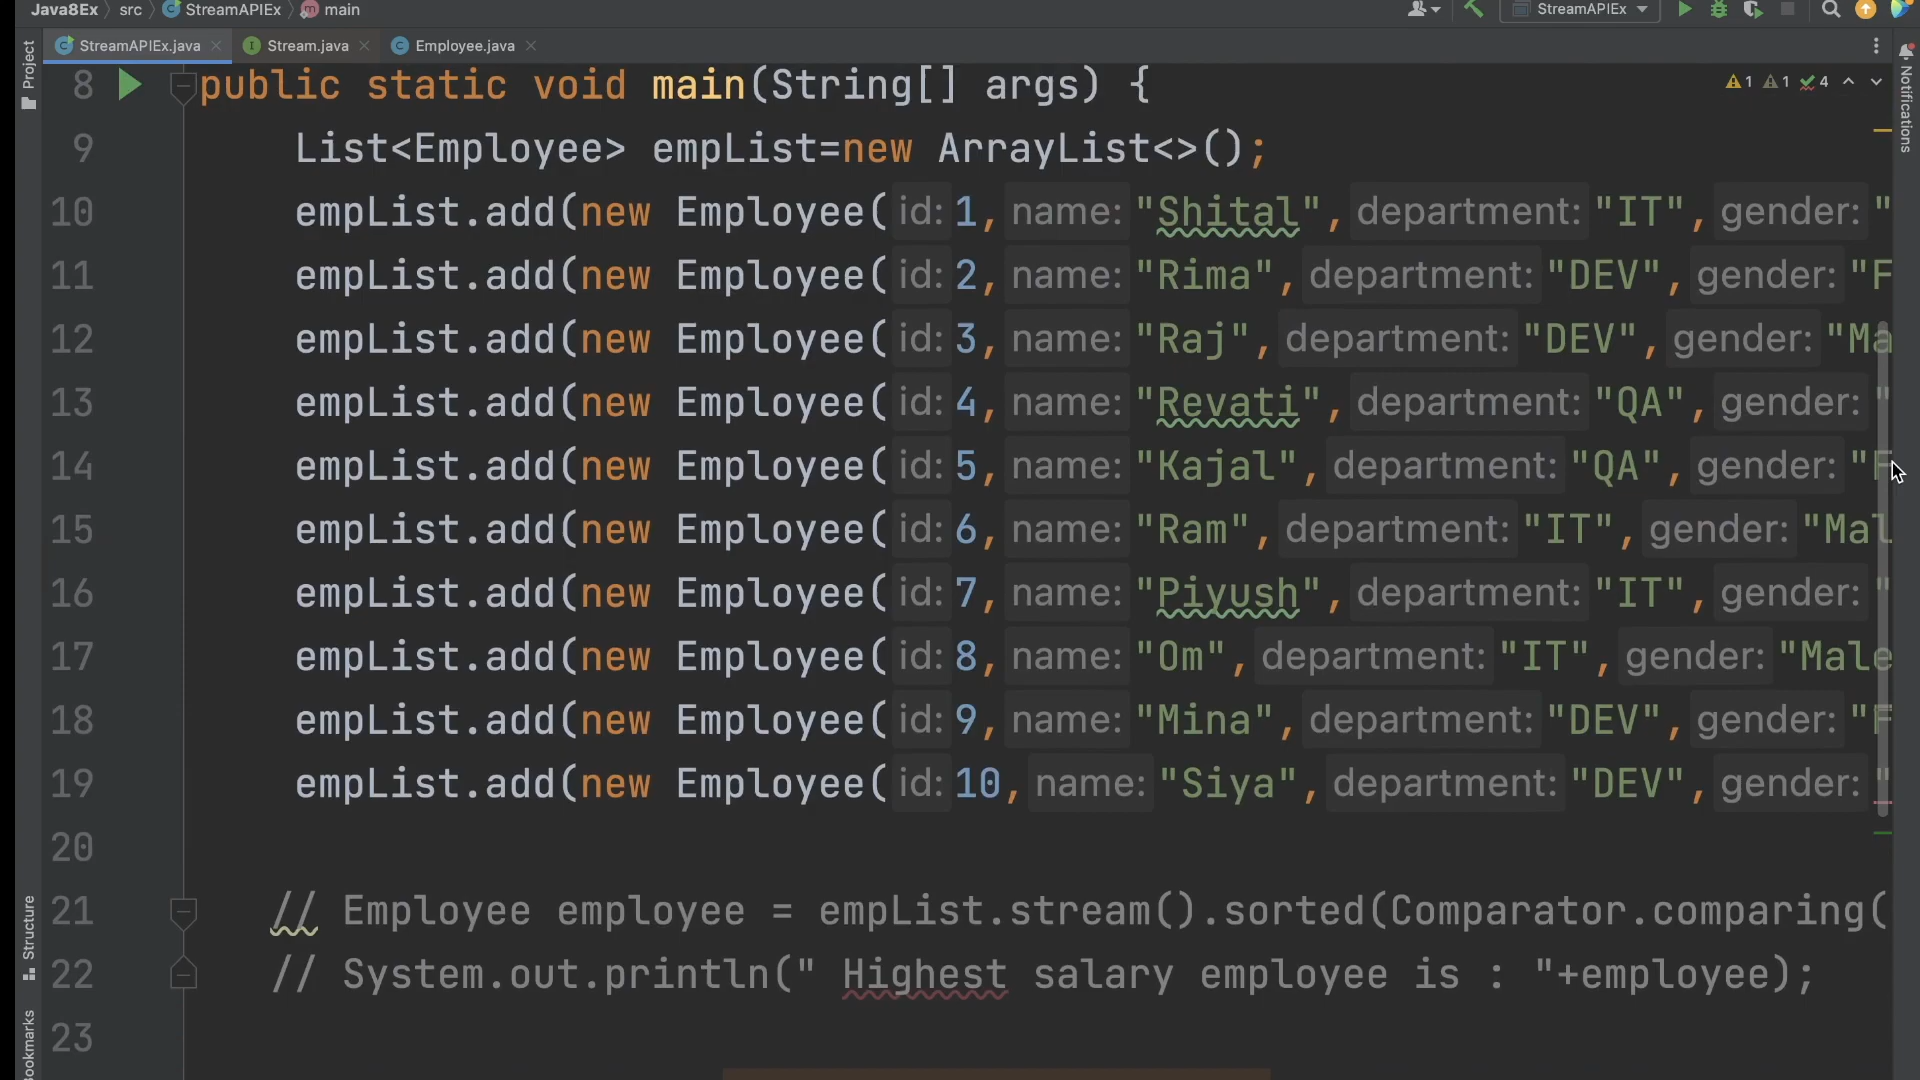 Java8Ex src StreamAPIEx main StreamAPIEx
Project StreamAPIEx.java Stream.java Employee.java
8 public static void main(String[] args) { 1 1 4
Notifications
9 List<Employee> empList=new ArrayList<>();
10 empList.add(new Employee( id: 1, name: "Shital", department: "IT", gender: "
11 empList.add(new Employee( id: 2, name: "Rima", department: "DEV", gender: "F
12 empList.add(new Employee( id: 3, name: "Raj", department: "DEV", gender: "Ma
13 empList.add(new Employee( id: 4, name: "Revati", department: "QA", gender: "
14 empList.add(new Employee( id: 5, name: "Kajal", department: "QA", gender: "F
15 empList.add(new Employee( id: 6, name: "Ram", department: "IT", gender: "Mal
16 empList.add(new Employee( id: 7, name: "Piyush", department: "IT", gender: "
17 empList.add(new Employee( id: 8, name: "Om", department: "IT", gender: "Male
18 empList.add(new Employee( id: 9, name: "Mina", department: "DEV", gender: "F
19 empList.add(new Employee( id: 10, name: "Siya", department: "DEV", gender: "
20
21 // Employee employee = empList.stream().sorted(Comparator.comparing(
Structure
22 // System.out.println(" Highest salary employee is : "+employee);
23
ookmarks